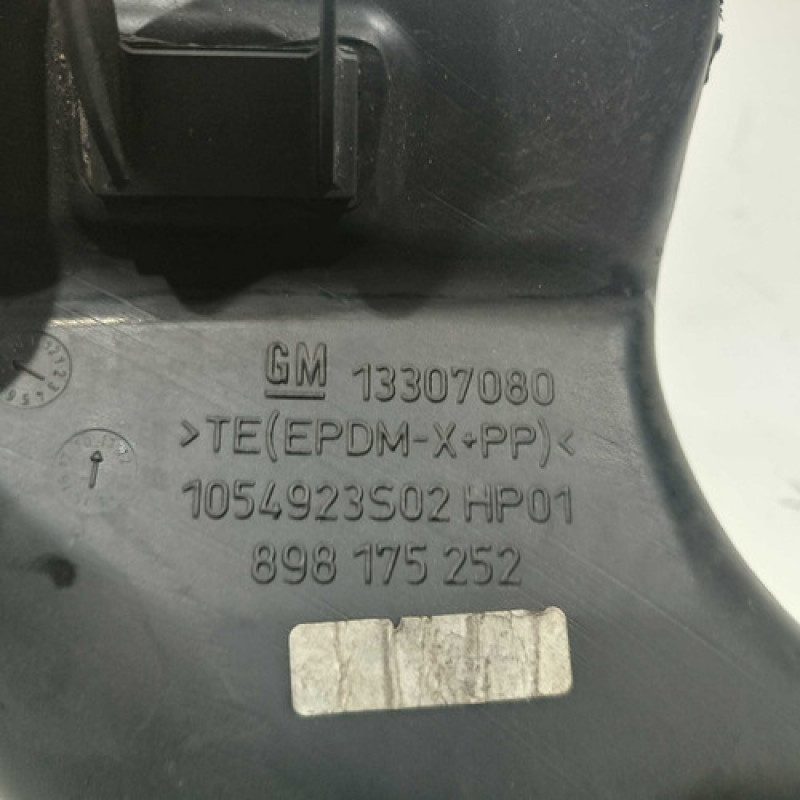 GM 13307080
>TE(EPDM-X+PP)<
1054923S02 HP01
898 175 252